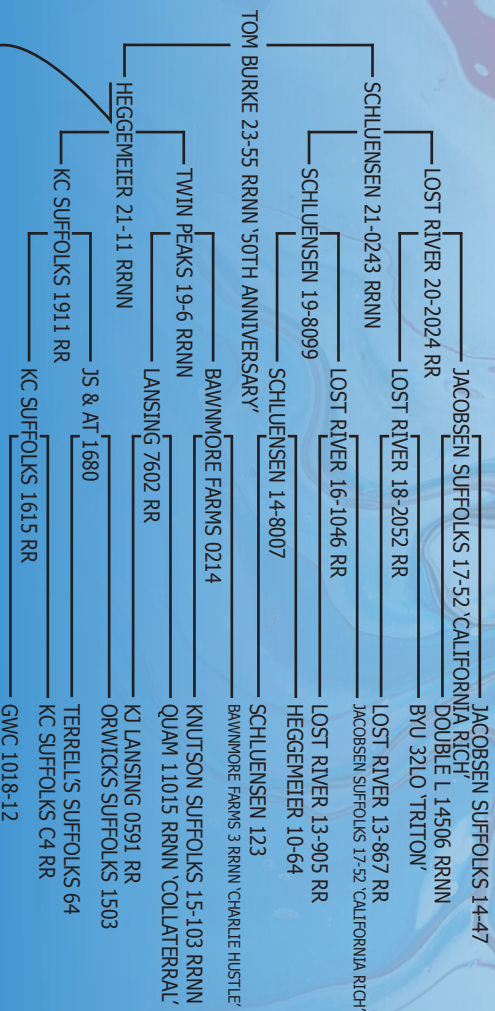 JACOBSEN SUFFOLKS 14-47
JACOBSEN SUFFOLKS 17-52 'CALIFORNIA RICH'
DOUBLE L 14506 RRNN
LOST RIVER 20-2024 RR
BYU 32LO 'TRITON'
LOST RIVER 18-2052 RR
LOST RIVER 13-867 RR
SCHLUENSEN 21-0243 RRNN
JACOBSEN SUFFOLKS 17-52 'CALIFORNIA RICH'
LOST RIVER 16-1046 RR
LOST RIVER 13-905 RR
SCHLUENSEN 19-8099
HEGGEMEIER 10-64
SCHLUENSEN 14-8007
SCHLUENSEN 123
TOM BURKE 23-55 RRNN '50TH ANNIVERSARY'
BAWNMORE FARMS 3 RRNN 'CHARLIE HUSTLE'
BAWNMORE FARMS 0214
KNUTSON SUFFOLKS 15-103 RRNN
TWIN PEAKS 19-6 RRNN
QUAM 11015 RRNN 'COLLATERRAL'
LANSING 7602 RR
KJ LANSING 0591 RR
HEGGEMEIER 21-11 RRNN
ORWICKS SUFFOLKS 1503
JS & AT 1680
TERRELL'S SUFFOLKS 64
KC SUFFOLKS 1911 RR
KC SUFFOLKS C4 RR
KC SUFFOLKS 1615 RR
GWC 1018-12